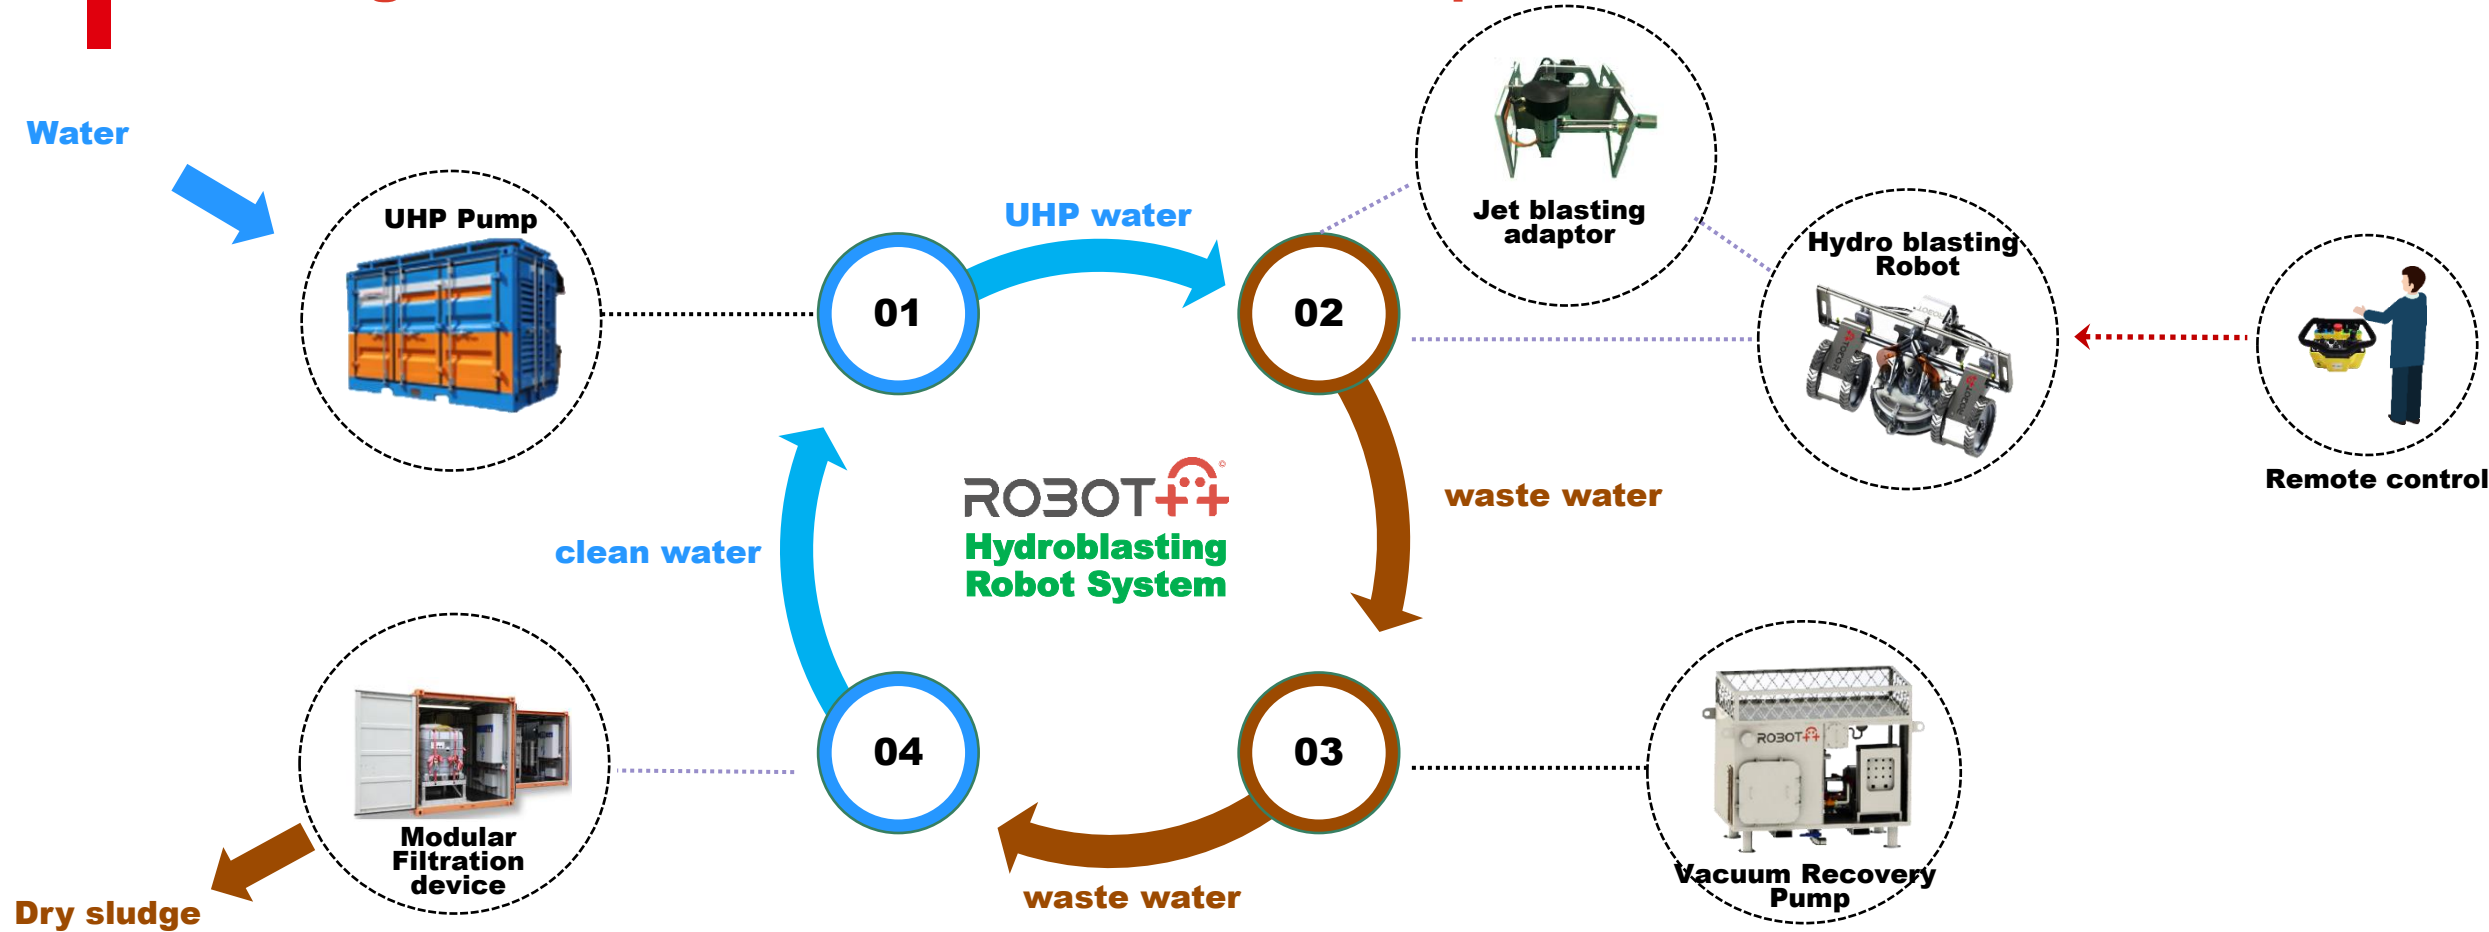 Water
UHP Pump
01
UHP water
02
Jet blasting
adaptor
Hydro blasting
Robot
Remote control
waste water
ROBOT++
Hydroblasting
Robot System
clean water
04
03
ROBOT++
Modular
Filtration
device
Vacuum Recovery
Pump
waste water
Dry sludge